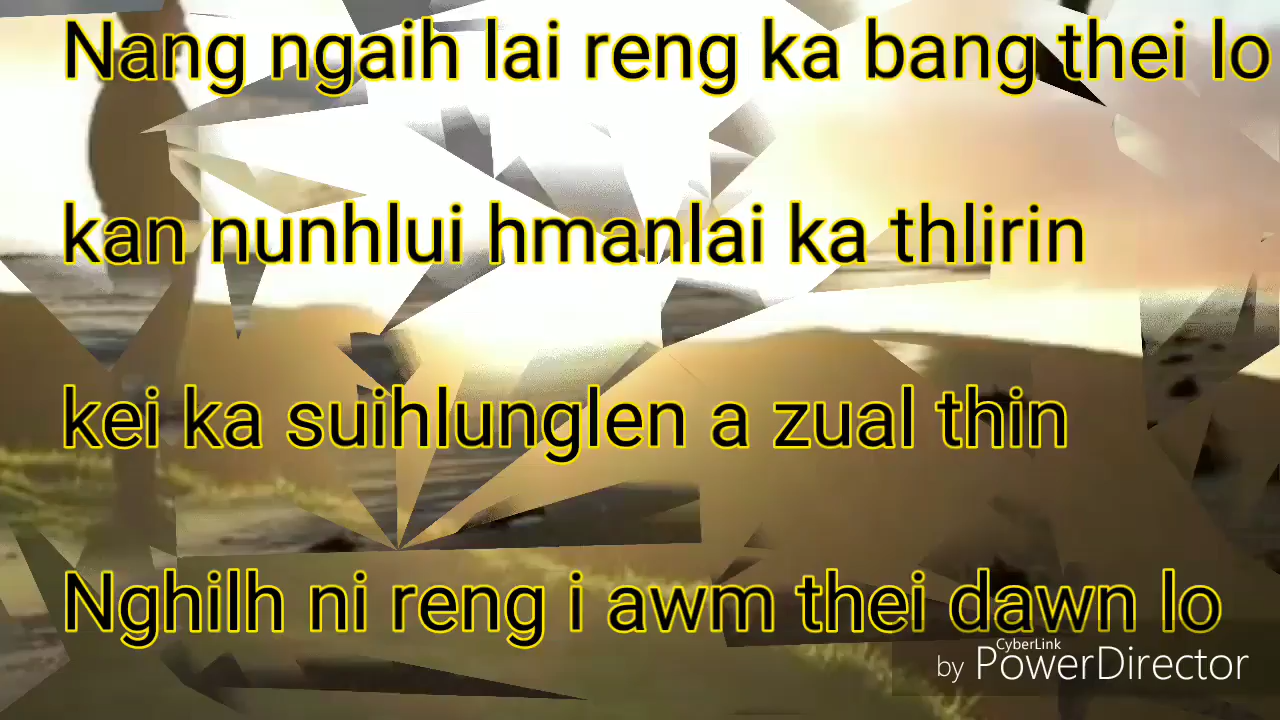 Nang ngaih lai reng ka bang thei lo
kan nunhlui hmanlai ka thlirin
kei ka suihlunglen a zual thin
Nghilh ni reng i awm thei dawn lo
CyberLink
by PowerDirector